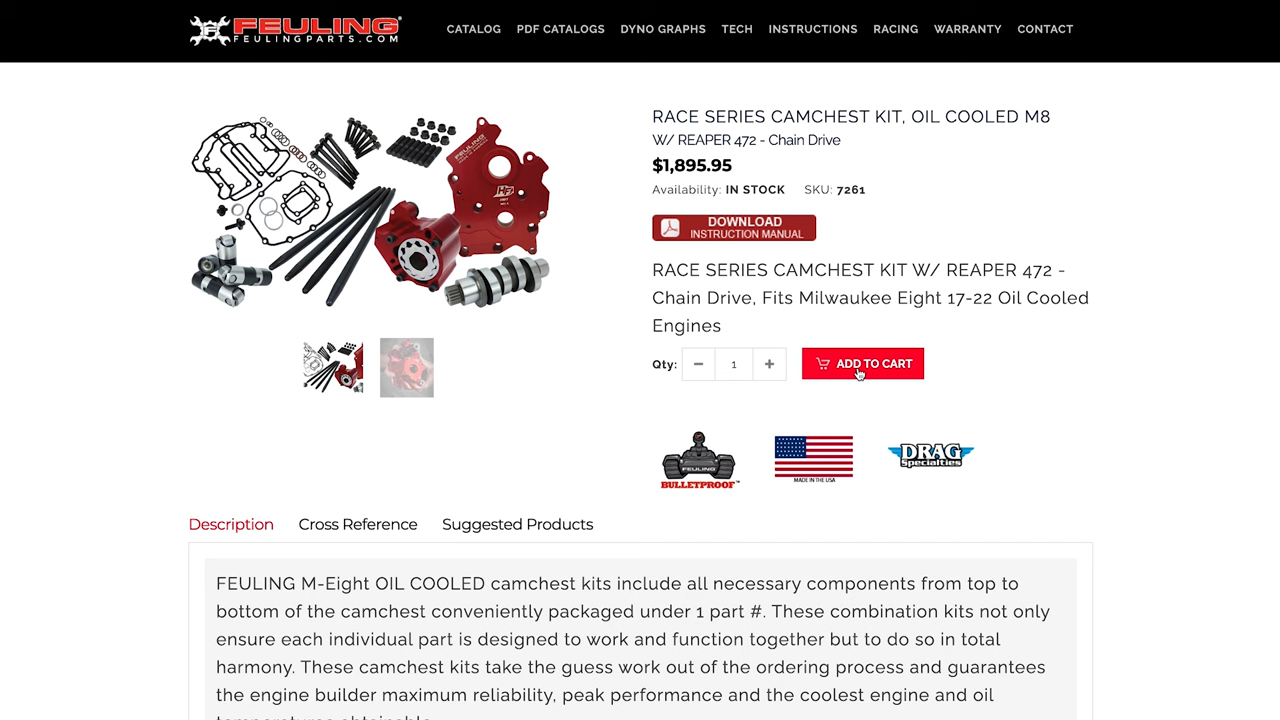 FEULING
FEULINGPARTS.COM
CATALOG PDF CATALOGS DYNO GRAPHS TECH INSTRUCTIONS RACING WARRANTY CONTACT
RACE SERIES CAMCHEST KIT, OIL COOLED M8
W/ REAPER 472 - Chain Drive
$1,895.95
Availability: IN STOCK SKU: 7261
DOWNLOAD
INSTRUCTION MANUAL
RACE SERIES CAMCHEST KIT W/ REAPER 472 -
Chain Drive, Fits Milwaukee Eight 17-22 Oil Cooled
Engines
Qty: − 1 + ADD TO CART
FEULING
BULLETPROOF™
MADE IN THE USA
DRAG
Specialties
Description Cross Reference Suggested Products
FEULING M-Eight OIL COOLED camchest kits include all necessary components from top to
bottom of the camchest conveniently packaged under 1 part #. These combination kits not only
ensure each individual part is designed to work and function together but to do so in total
harmony. These camchest kits take the guess work out of the ordering process and guarantees
the engine builder maximum reliability, peak performance and the coolest engine and oil
temperatures obtainable